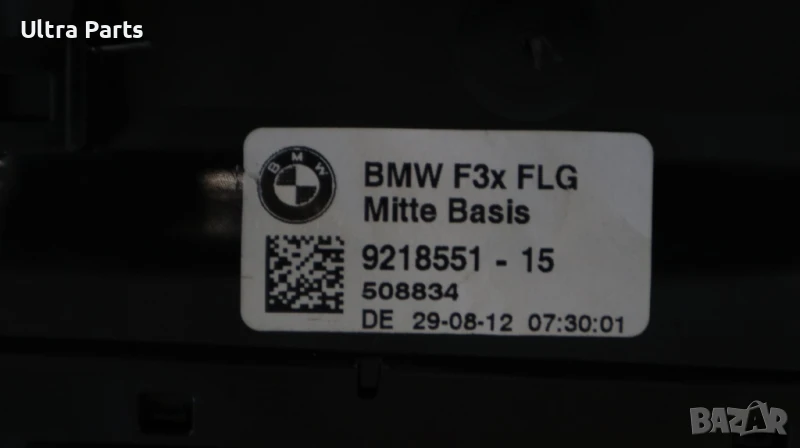 Ultra Parts
BMW
BMW F3x FLG
Mitte Basis
9218551 - 15
508834
DE 29-08-12 07:30:01
BAZAR